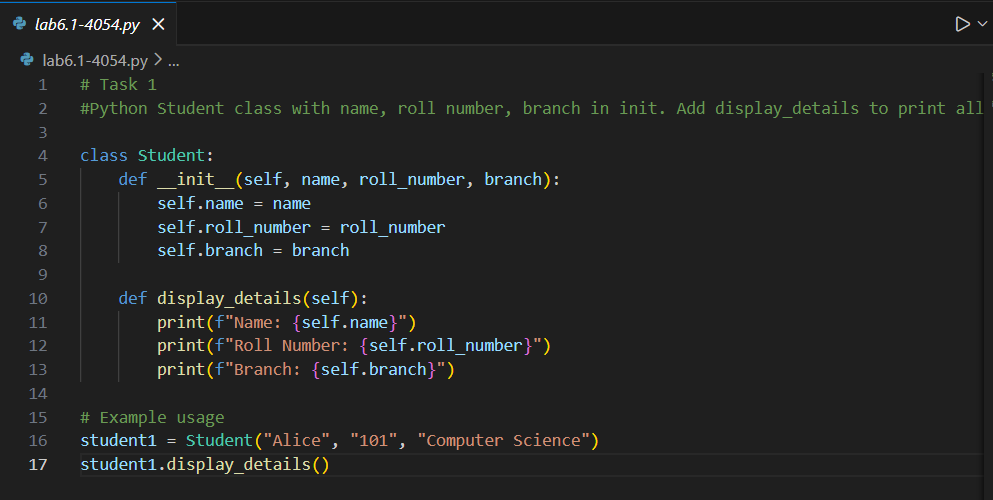 lab6.1-4054.py
lab6.1-4054.py > ...
1 # Task 1
2 #Python Student class with name, roll number, branch in init. Add display_details to print all
3
4 class Student:
5     def __init__(self, name, roll_number, branch):
6         self.name = name
7         self.roll_number = roll_number
8         self.branch = branch
9
10     def display_details(self):
11         print(f"Name: {self.name}")
12         print(f"Roll Number: {self.roll_number}")
13         print(f"Branch: {self.branch}")
14
15 # Example usage
16 student1 = Student("Alice", "101", "Computer Science")
17 student1.display_details()